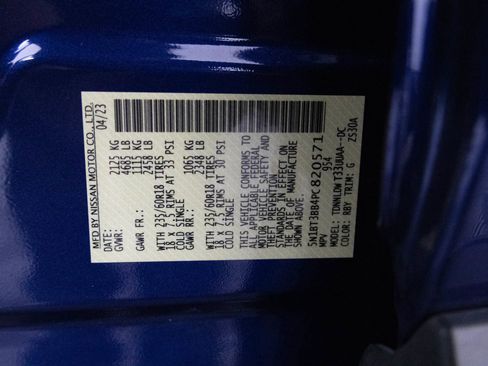 MFD BY NISSAN MOTOR CO., LTD.
DATE: 04/23
GVWR: 2125 KG
4685 LB
GAWR FR.: 1115 KG
2458 LB
WITH 235/60R18 TIRES
18 x 7.5 RIMS AT 33 PSI
COLD SINGLE
GAWR RR.: 1065 KG
2348 LB
WITH 235/60R18 TIRES
18 x 7.5 RIMS AT 30 PSI
COLD SINGLE
THIS VEHICLE CONFORMS TO
ALL APPLICABLE FEDERAL
MOTOR VEHICLE SAFETY AND
THEFT PREVENTION
STANDARDS IN EFFECT
ON THE DATE OF MANUFACTURE
SHOWN ABOVE.
5N1BT3BB4PC820571
MPV 954
MODEL: TDNNLDWT33UUAA--DC
COLOR: RBY TRIM: G Z530A